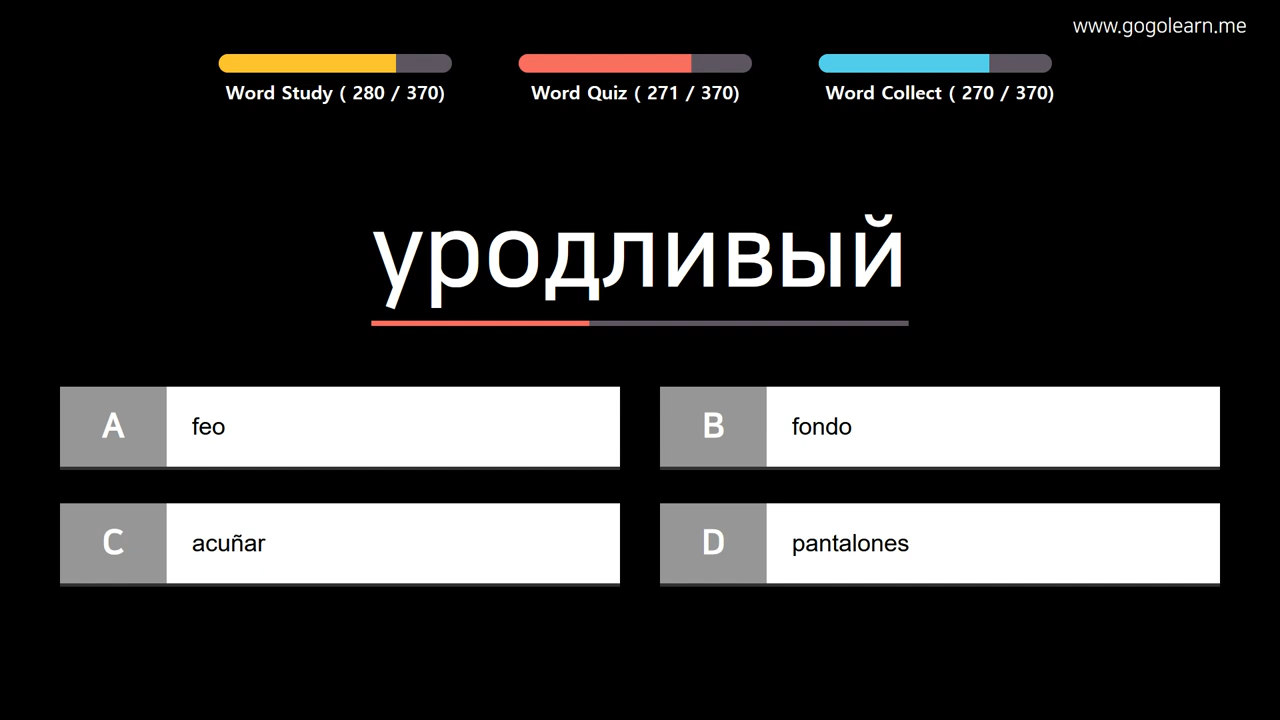 www.gogolearn.me
Word Study ( 280 / 370)
Word Quiz ( 271 / 370)
Word Collect ( 270 / 370)
уродливый
A feo
B fondo
C acuñar
D pantalones